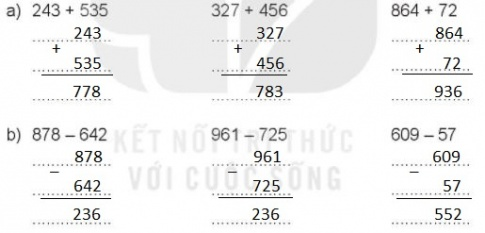 a) 243 + 535 327 + 456 864 + 72
243 327 864
+ + +
535 456 72
778 783 936
b) 878 – 642 961 – 725 609 – 57
KẾT NỐI TRI THỨC
878 961 609
– – –
VỚI CUỘC SỐNG
642 725 57
236 236 552